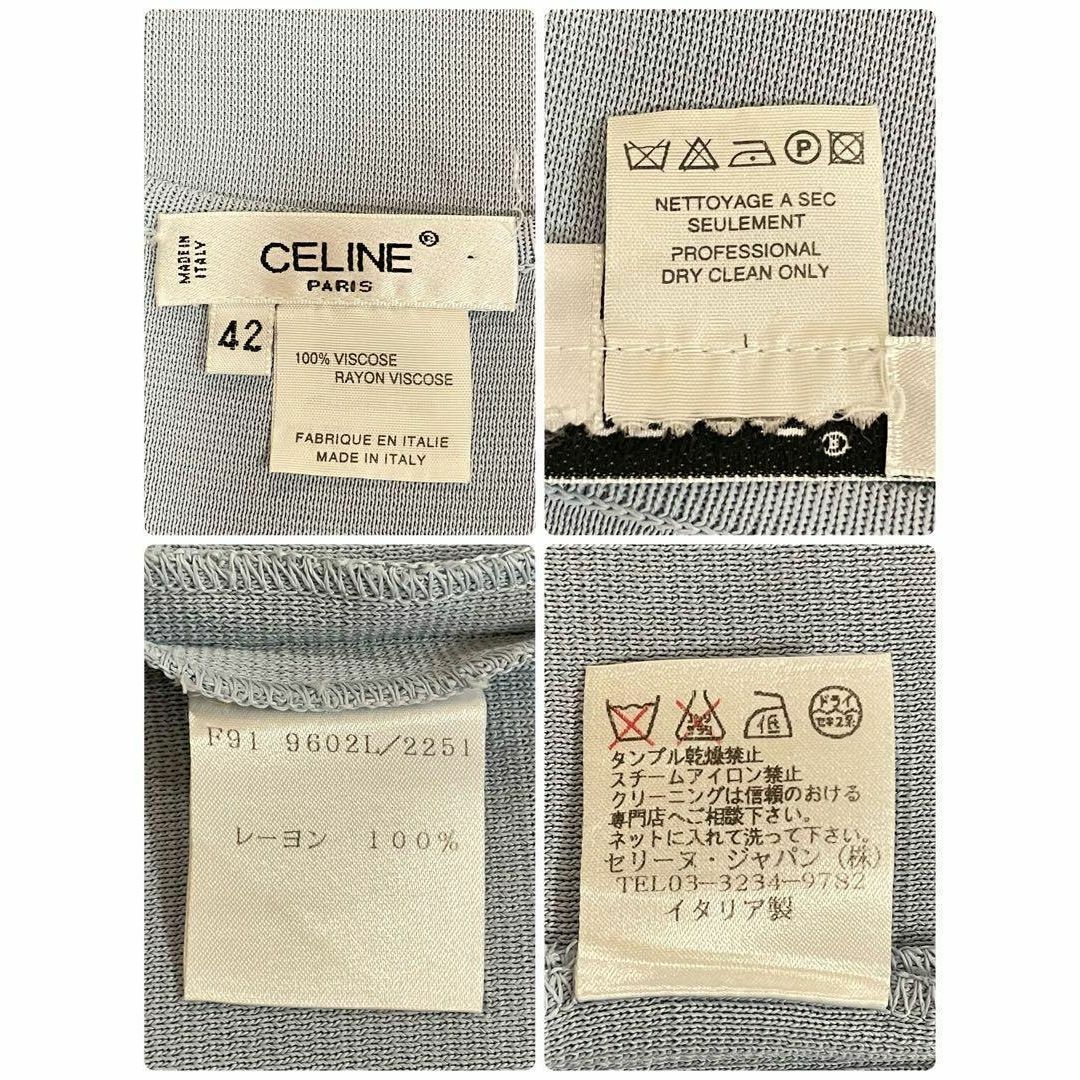 MADE IN
ITALY
CELINE®
PARIS
42
100% VISCOSE
RAYON VISCOSE
FABRIQUE EN ITALIE
MADE IN ITALY
P
NETTOYAGE A SEC
SEULEMENT
PROFESSIONAL
DRY CLEAN ONLY
F91 9602L/2251
レーヨン 100%
低
ドライ
セキユ系
タンブル乾燥禁止
スチームアイロン禁止
クリーニングは信頼のおける
専門店へご相談下さい。
ネットに入れて洗って下さい。
セリーヌ・ジャパン(株)
TEL03-3234-9782
イタリア製